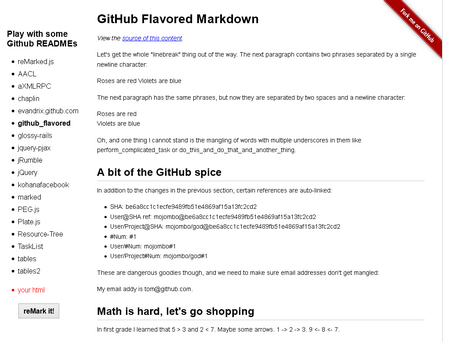 Fork me on GitHub
Play with some
Github READMEs
reMarked.js
AACL
aXMLRPC
chaplin
evandrix.github.com
github_flavored
glossy-rails
jquery-pjax
jRumble
jQuery
kohanafacebook
marked
PEG.js
Plate.js
Resource-Tree
TaskList
tables
tables2
your html
reMark it!
GitHub Flavored Markdown
View the source of this content.
Let's get the whole "linebreak" thing out of the way. The next paragraph contains two phrases separated by a single
newline character:
Roses are red Violets are blue
The next paragraph has the same phrases, but now they are separated by two spaces and a newline character:
Roses are red
Violets are blue
Oh, and one thing I cannot stand is the mangling of words with multiple underscores in them like
perform_complicated_task or do_this_and_do_that_and_another_thing.
A bit of the GitHub spice
In addition to the changes in the previous section, certain references are auto-linked:
SHA: be6a8cc1c1ecfe9489fb51e4869af15a13fc2cd2
User@SHA ref: mojombo@be6a8cc1c1ecfe9489fb51e4869af15a13fc2cd2
User/Project@SHA: mojombo/god@be6a8cc1c1ecfe9489fb51e4869af15a13fc2cd2
#Num: #1
User/#Num: mojombo#1
User/Project#Num: mojombo/god#1
These are dangerous goodies though, and we need to make sure email addresses don't get mangled:
My email addy is tom@github.com.
Math is hard, let's go shopping
In first grade I learned that 5 > 3 and 2 < 7. Maybe some arrows. 1 -> 2 -> 3. 9 <- 8 <- 7.